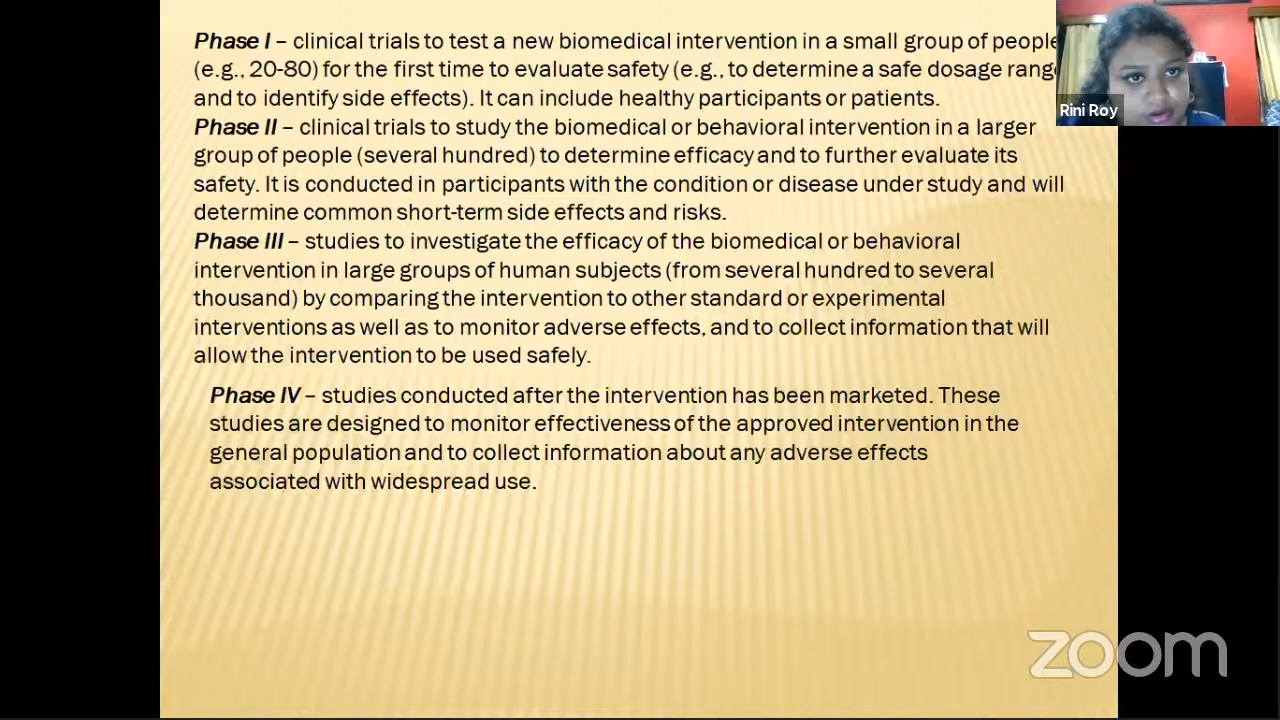 Phase I – clinical trials to test a new biomedical intervention in a small group of people
(e.g., 20-80) for the first time to evaluate safety (e.g., to determine a safe dosage range
and to identify side effects). It can include healthy participants or patients.
Phase II – clinical trials to study the biomedical or behavioral intervention in a larger
group of people (several hundred) to determine efficacy and to further evaluate its
safety. It is conducted in participants with the condition or disease under study and will
determine common short-term side effects and risks.
Phase III – studies to investigate the efficacy of the biomedical or behavioral
intervention in large groups of human subjects (from several hundred to several
thousand) by comparing the intervention to other standard or experimental
interventions as well as to monitor adverse effects, and to collect information that will
allow the intervention to be used safely.
Phase IV – studies conducted after the intervention has been marketed. These
studies are designed to monitor effectiveness of the approved intervention in the
general population and to collect information about any adverse effects
associated with widespread use.
Rini Roy
zoom